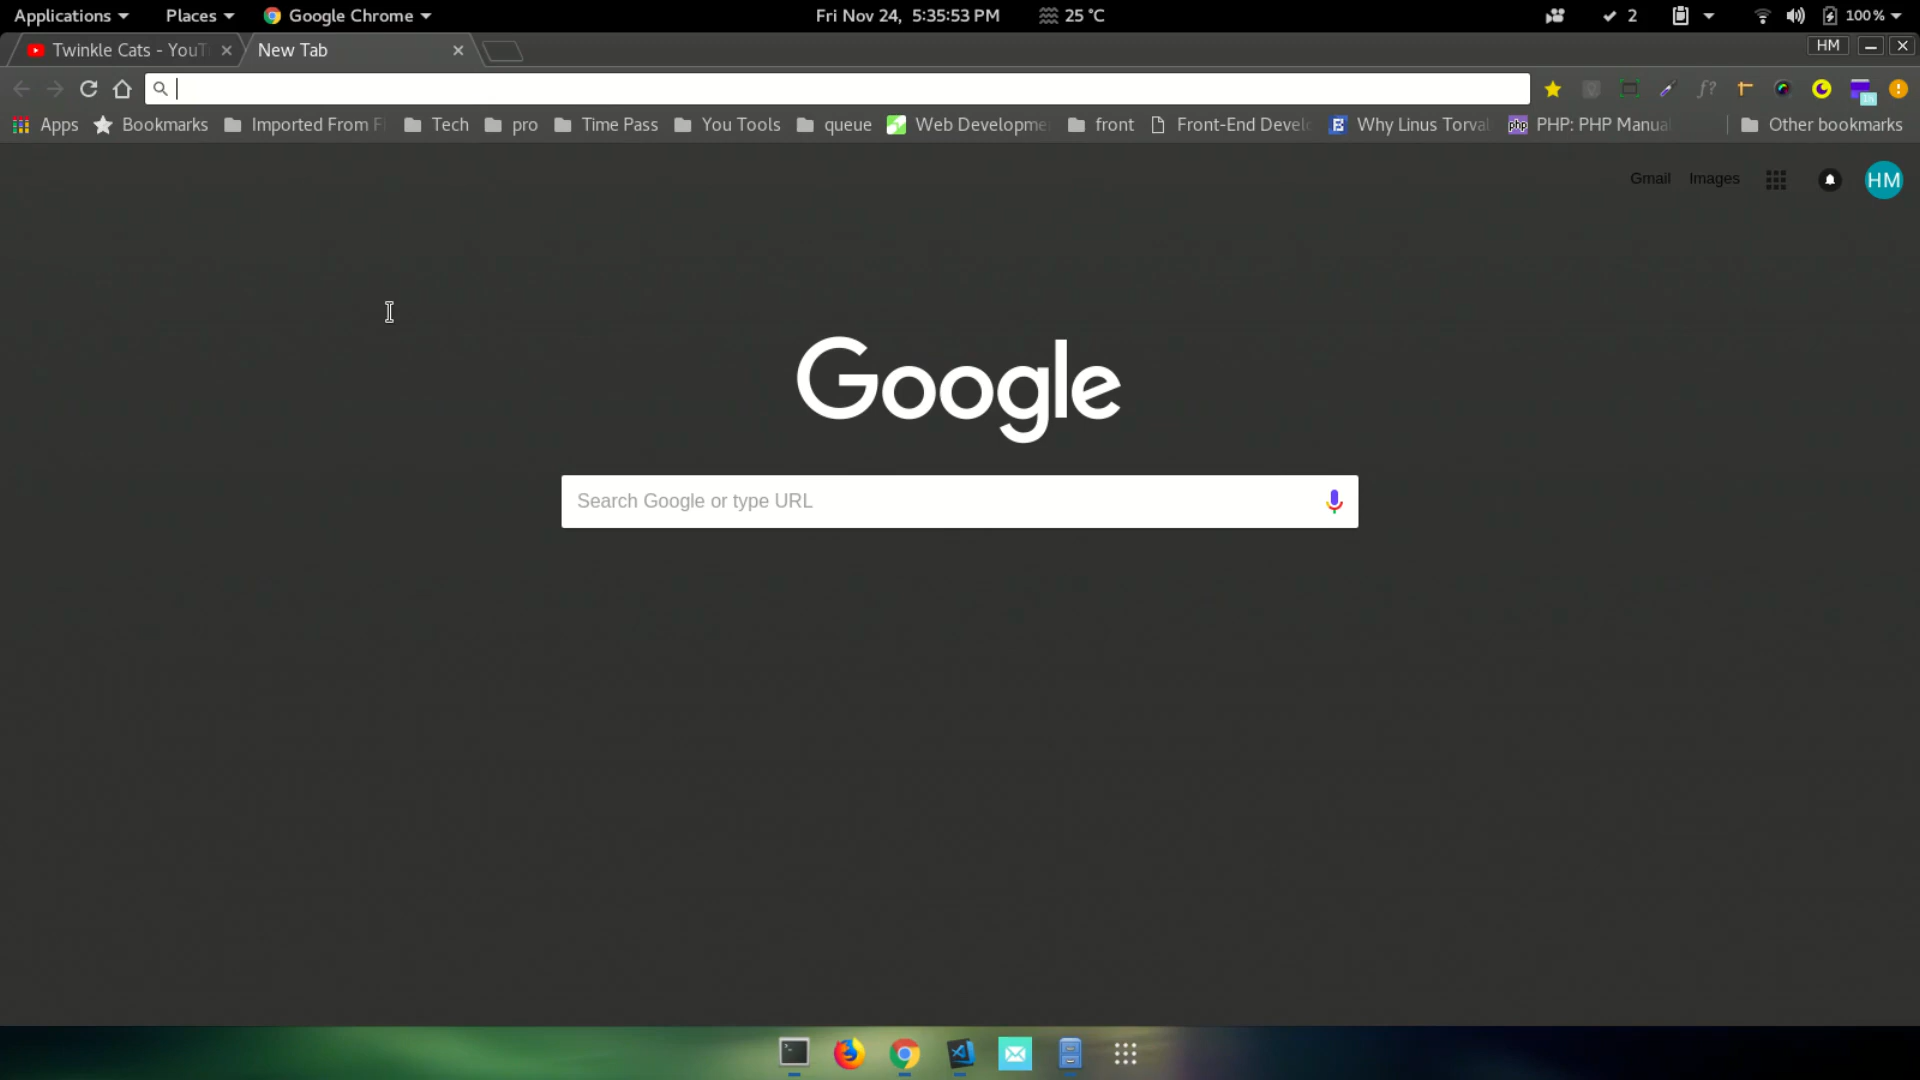 Applications Places Google Chrome Fri Nov 24, 5:35:53 PM 25 °C 2 100%
Twinkle Cats - YouT New Tab HM
Apps Bookmarks Imported From F Tech pro Time Pass You Tools queue Web Developme front Front-End Devel Why Linus Torval php PHP: PHP Manual Other bookmarks
Gmail Images HM
Google
Search Google or type URL